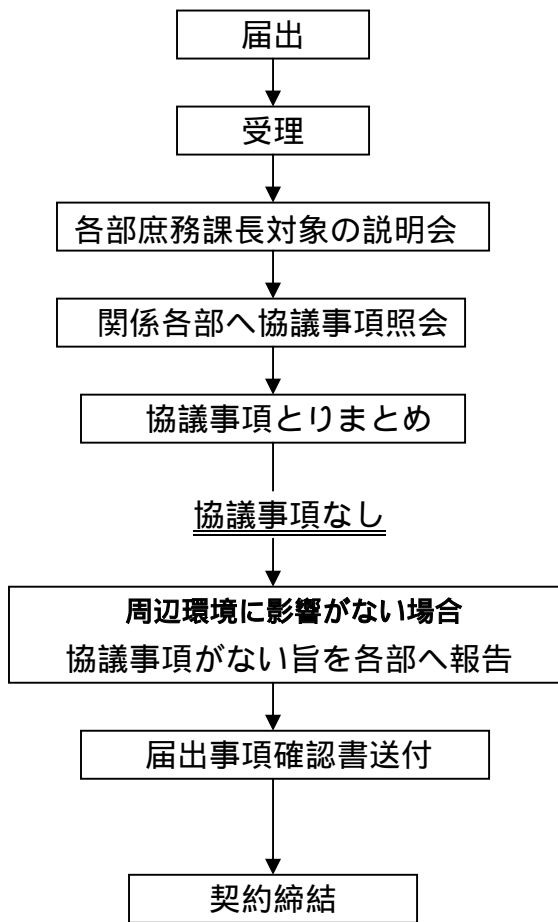 届出
受理
各部庶務課長対象の説明会
関係各部へ協議事項照会
協議事項とりまとめ
協議事項なし
周辺環境に影響がない場合
協議事項がない旨を各部へ報告
届出事項確認書送付
契約締結